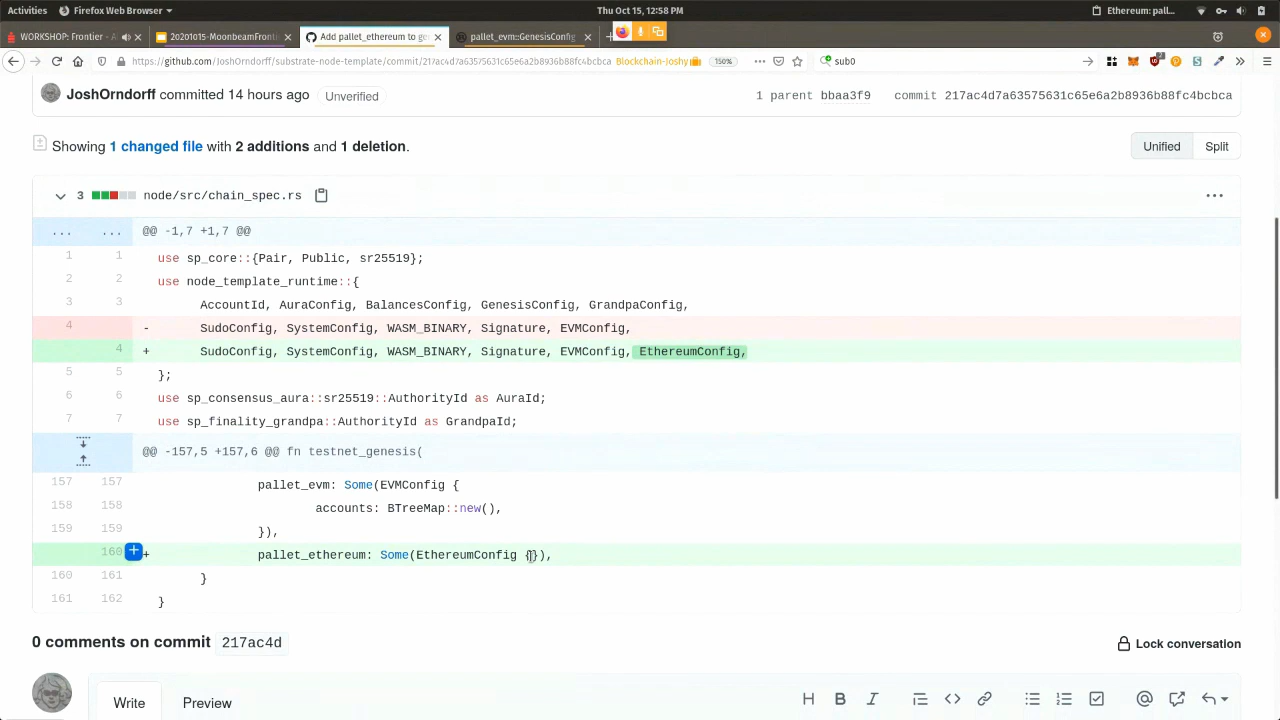 Activities Firefox Web Browser Thu Oct 15, 12:58 PM Ethereum: pall…
WORKSHOP: Frontier - A 20201015-MoonbeamFronti Add pallet_ethereum to ge pallet_evm::GenesisConfig
https://github.com/JoshOrndorff/substrate-node-template/commit/217ac4d7a63575631c65e6a2b8936b88fc4bcbca Blockchain-Joshy 150% sub0
JoshOrndorff committed 14 hours ago Unverified 1 parent bbaa3f9 commit 217ac4d7a63575631c65e6a2b8936b88fc4bcbca
Showing 1 changed file with 2 additions and 1 deletion. Unified Split
3 node/src/chain_spec.rs
... ... @@ -1,7 +1,7 @@
1 1 use sp_core::{Pair, Public, sr25519};
2 2 use node_template_runtime::{
3 3 AccountId, AuraConfig, BalancesConfig, GenesisConfig, GrandpaConfig,
4 - SudoConfig, SystemConfig, WASM_BINARY, Signature, EVMConfig,
4 + SudoConfig, SystemConfig, WASM_BINARY, Signature, EVMConfig, EthereumConfig,
5 5 };
6 6 use sp_consensus_aura::sr25519::AuthorityId as AuraId;
7 7 use sp_finality_grandpa::AuthorityId as GrandpaId;
@@ -157,5 +157,6 @@ fn testnet_genesis(
157 157 pallet_evm: Some(EVMConfig {
158 158 accounts: BTreeMap::new(),
159 159 }),
160 + pallet_ethereum: Some(EthereumConfig {}),
160 161 }
161 162 }
0 comments on commit 217ac4d Lock conversation
Write Preview